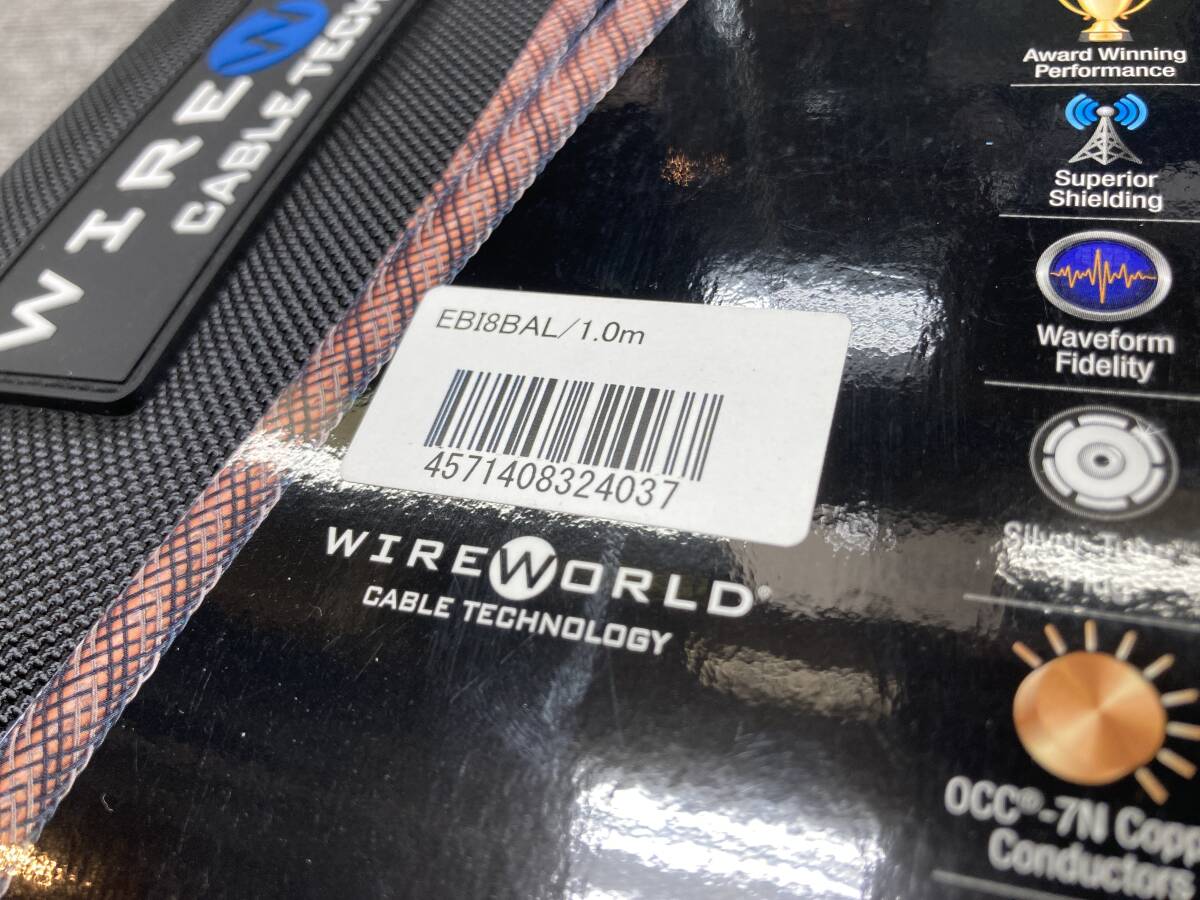 WIREW
CABLE TECH
Award Winning
Performance
Superior
Shielding
Waveform
Fidelity
EBI8BAL/1.0m
4571408324037
WIREWORLD®
CABLE TECHNOLOGY
OCC®-7N Copp
Conductors